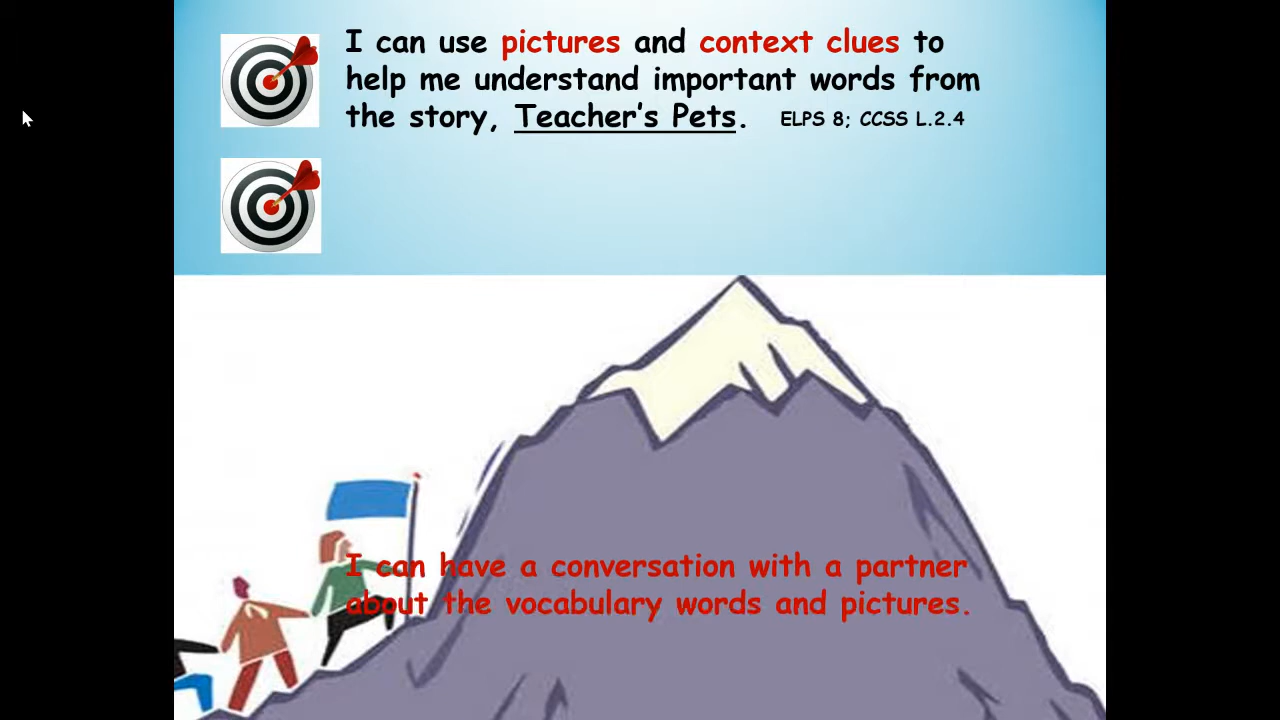 I can use pictures and context clues to
help me understand important words from
the story, Teacher's Pets. ELPS 8; CCSS L.2.4
I can have a conversation with a partner
about the vocabulary words and pictures.